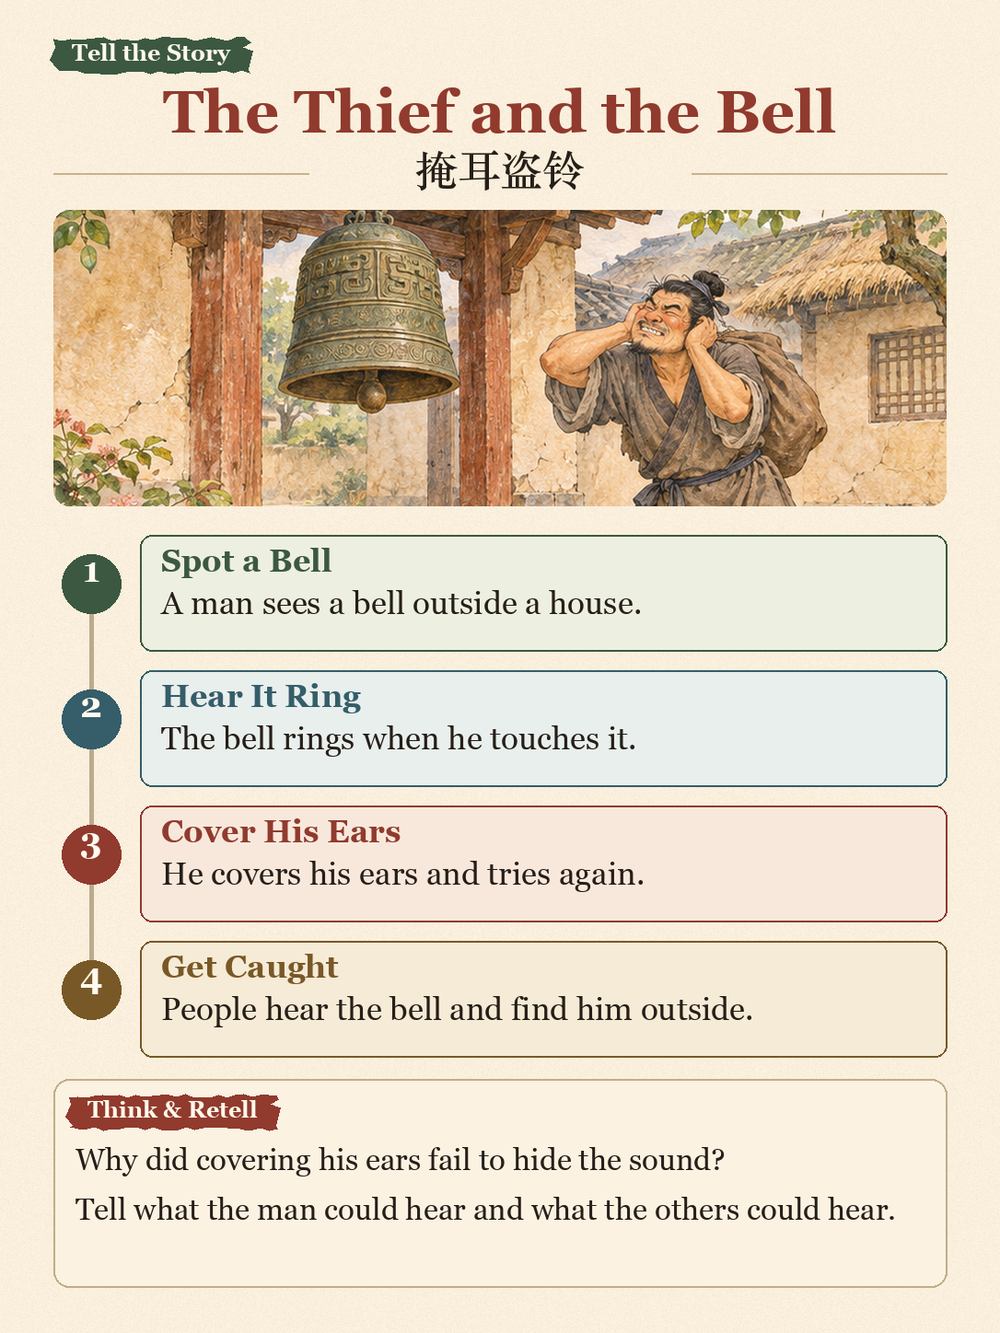 Tell the Story
The Thief and the Bell
掩耳盗铃
1
Spot a Bell
A man sees a bell outside a house.
2
Hear It Ring
The bell rings when he touches it.
3
Cover His Ears
He covers his ears and tries again.
4
Get Caught
People hear the bell and find him outside.
Think & Retell
Why did covering his ears fail to hide the sound?
Tell what the man could hear and what the others could hear.